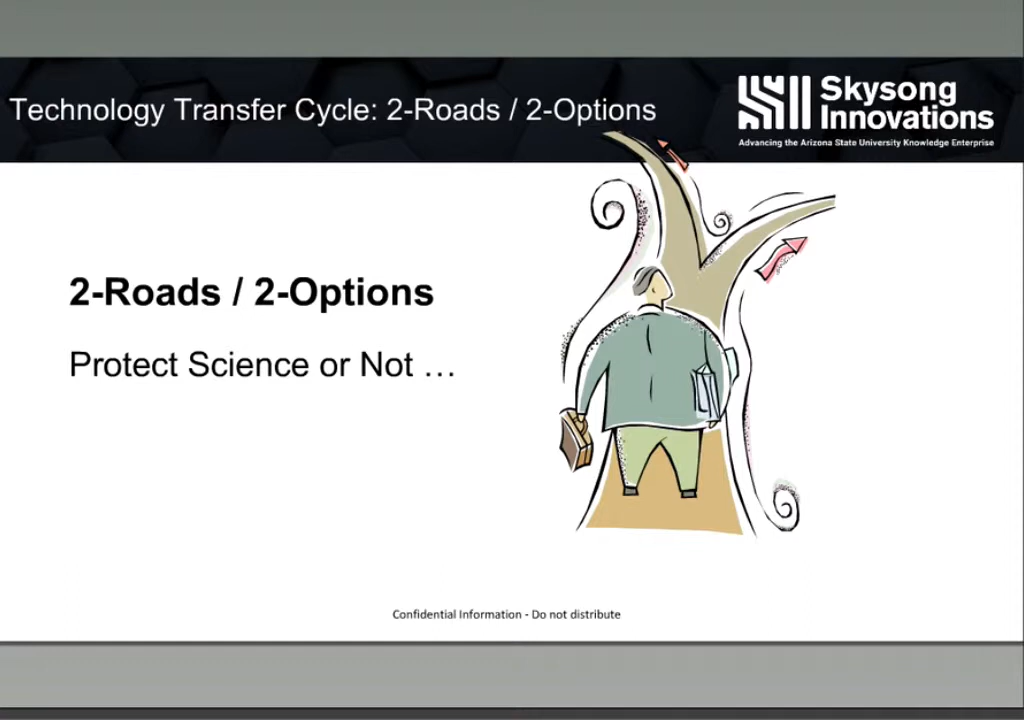 Technology Transfer Cycle: 2-Roads / 2-Options
Skysong
Innovations
Advancing the Arizona State University Knowledge Enterprise
2-Roads / 2-Options
Protect Science or Not …
Confidential Information - Do not distribute